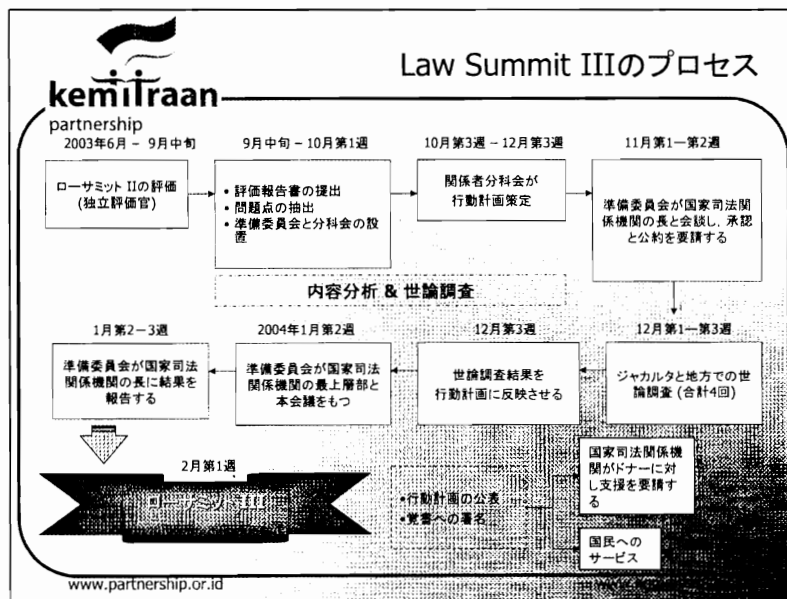 Law Summit IIIのプロセス
kemitraan
partnership
2003年6月 – 9月中旬
ローサミット IIの評価
(独立評価官)
9月中旬 – 10月第1週
• 評価報告書の提出
• 問題点の抽出
• 準備委員会と分科会の設
置
10月第3週 – 12月第3週
関係者分科会が
行動計画策定
11月第1―第2週
準備委員会が国家司法関
係機関の長と会談し, 承認
と公約を要請する
内容分析 & 世論調査
12月第1―第3週
ジャカルタと地方での世
論調査 (合計4回)
12月第3週
世論調査結果を
行動計画に反映させる
2004年1月第2週
準備委員会が国家司法
関係機関の最上層部と
本会議をもつ
1月第2－3週
準備委員会が国家司法
関係機関の長に結果を
報告する
2月第1週
ローサミット III
•行動計画の公表
•覚書への署名
国家司法関係機
関がドナーに対
し支援を要請す
る
国民への
サービス
www.partnership.or.id